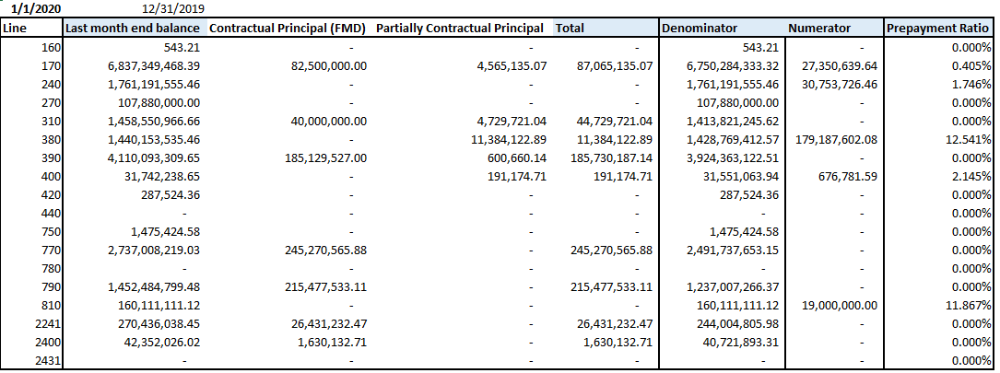 1/1/2020 12/31/2019
Line Last month end balance Contractual Principal (FMD) Partially Contractual Principal Total Denominator Numerator Prepayment Ratio
160 543.21 - - - 543.21 - 0.000%
170 6,837,349,468.39 82,500,000.00 4,565,135.07 87,065,135.07 6,750,284,333.32 27,350,639.64 0.405%
240 1,761,191,555.46 - - - 1,761,191,555.46 30,753,726.46 1.746%
270 107,880,000.00 - - - 107,880,000.00 - 0.000%
310 1,458,550,966.66 40,000,000.00 4,729,721.04 44,729,721.04 1,413,821,245.62 - 0.000%
380 1,440,153,535.46 - 11,384,122.89 11,384,122.89 1,428,769,412.57 179,187,602.08 12.541%
390 4,110,093,309.65 185,129,527.00 600,660.14 185,730,187.14 3,924,363,122.51 - 0.000%
400 31,742,238.65 - 191,174.71 191,174.71 31,551,063.94 676,781.59 2.145%
420 287,524.36 - - - 287,524.36 - 0.000%
440 - - - - - - 0.000%
750 1,475,424.58 - - - 1,475,424.58 - 0.000%
770 2,737,008,219.03 245,270,565.88 - 245,270,565.88 2,491,737,653.15 - 0.000%
780 - - - - - - 0.000%
790 1,452,484,799.48 215,477,533.11 - 215,477,533.11 1,237,007,266.37 - 0.000%
810 160,111,111.12 - - - 160,111,111.12 19,000,000.00 11.867%
2241 270,436,038.45 26,431,232.47 - 26,431,232.47 244,004,805.98 - 0.000%
2400 42,352,026.02 1,630,132.71 - 1,630,132.71 40,721,893.31 - 0.000%
2431 - - - - - - 0.000%